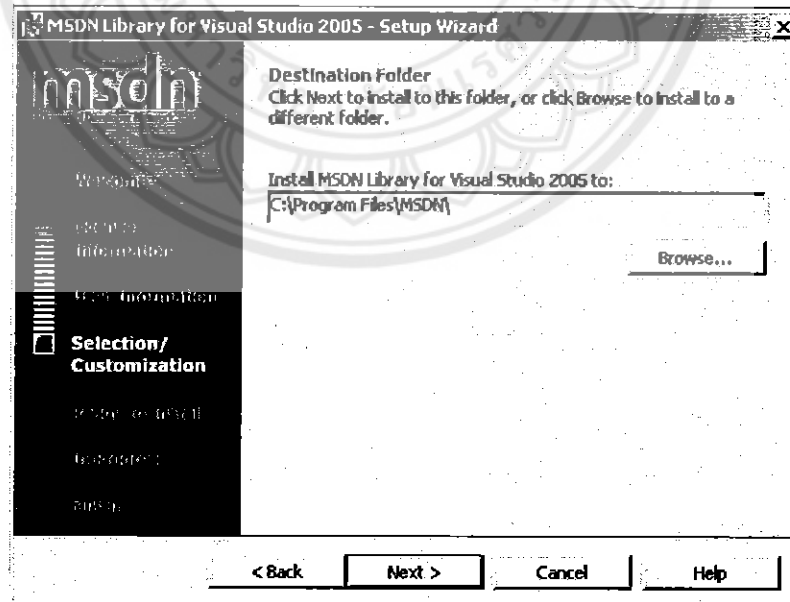 MSDN Library for Visual Studio 2005 - Setup Wizard
msdn
Destination Folder
Click Next to install to this folder, or click Browse to install to a
different folder.
Install MSDN Library for Visual Studio 2005 to:
C:\Program Files\MSDN\
Browse...
Information
User Information
Selection/
Customization
< Back
Next >
Cancel
Help